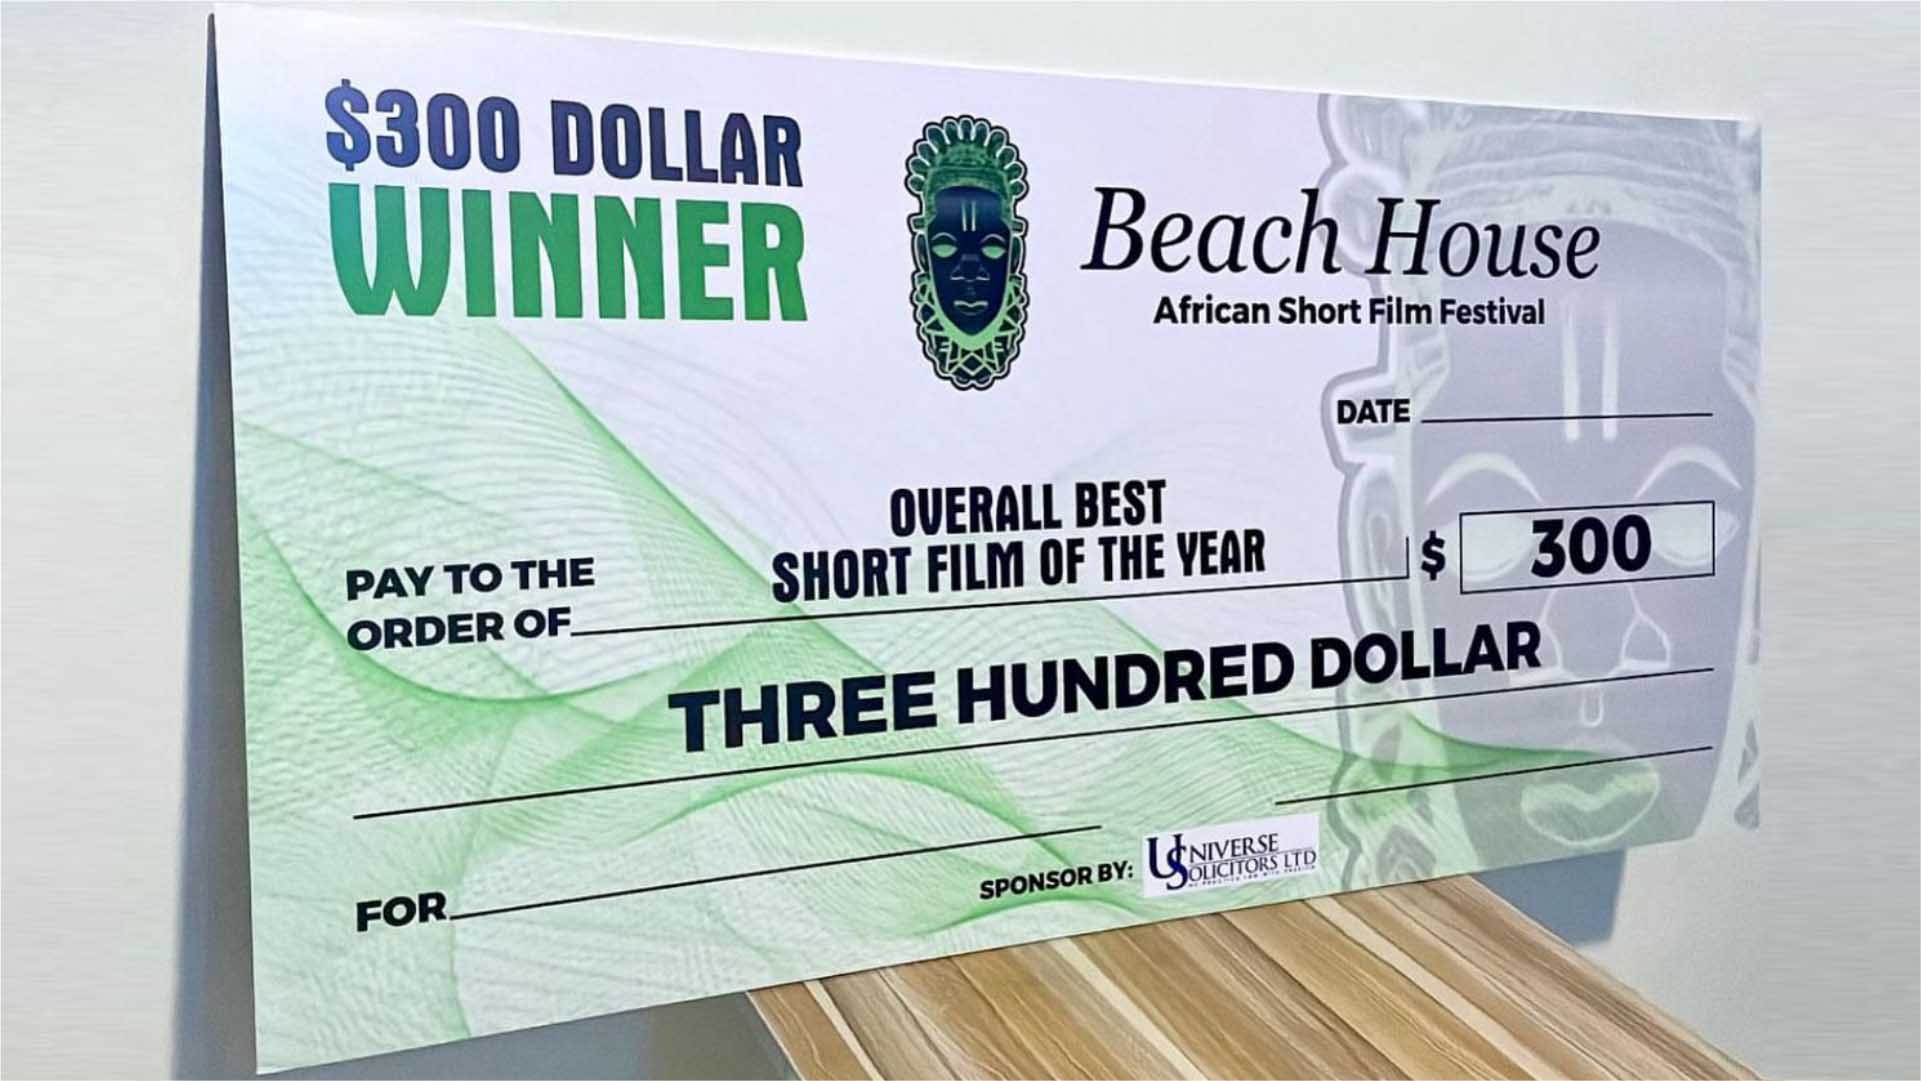 $300 DOLLAR
WINNER
Beach House
African Short Film Festival
DATE
OVERALL BEST
SHORT FILM OF THE YEAR
PAY TO THE
ORDER OF
$ 300
THREE HUNDRED DOLLAR
FOR
SPONSOR BY:
UNIVERSE
SOLICITORS LTD